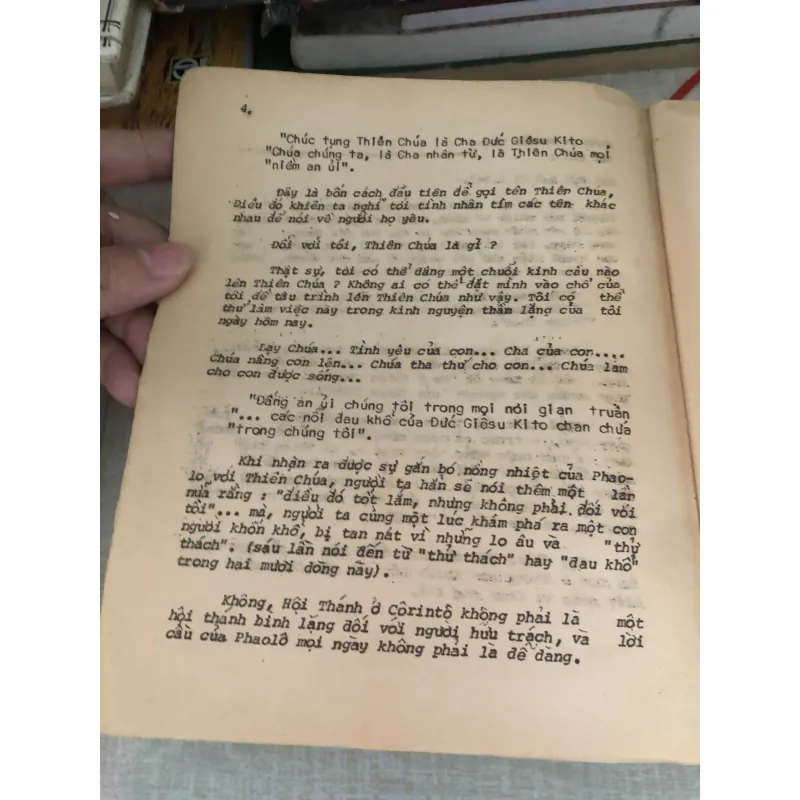 4.
"Chúc tụng Thiên Chúa là Cha Đức Giêsu Kito,
"Chúa chúng ta, là Cha nhân từ, là Thiên Chúa mọi
"niềm an ủi".
Đây là bốn cách đầu tiên để gọi tên Thiên Chúa,
Điều đó khiên ta nghĩ tới tình nhân tìm các tên khác
nhau để nói về người họ yêu.
Đối với tôi, Thiên Chúa là gì ?
Thật sự, tôi có thể dâng một chuỗi kinh cầu nào
lên Thiên Chúa ? Không ai có thể đặt mình vào chỗ của
tôi để tâu trình lên Thiên Chúa như vậy. Tôi có thể
thử làm việc này trong kinh nguyện thầm lặng của tôi
ngày hôm nay.
Lạy Chúa... Tình yêu của con... Cha của con....
Chúa nâng con lên... Chúa tha thứ cho con... Chúa làm
cho con được sống...
"Đấng an ủi chúng tôi trong mọi nỗi gian truân
"... các nỗi đau khổ của Đức Giêsu Kito chan chứa
"trong chúng tôi".
Khi nhận ra được sự gắn bó nồng nhiệt của Phao-
lo với Thiên Chúa, người ta hẳn sẽ nói thêm một lần
nữa rằng : "điều đó tốt lắm, nhưng không phải đối với
tôi"... mà, người ta cùng một lúc khám phá ra một con
người khốn khổ, bị tan nát vì những lo âu và "thử
thách". (sáu lần nói đến từ "thử thách" hay "đau khổ"
trong hai mươi dòng này).
Không, Hội Thánh ở Côrintô không phải là một
hội thánh bình lặng đối với người hữu trách, và lời
cầu của Phaolô mọi ngày không phải là dễ dàng.